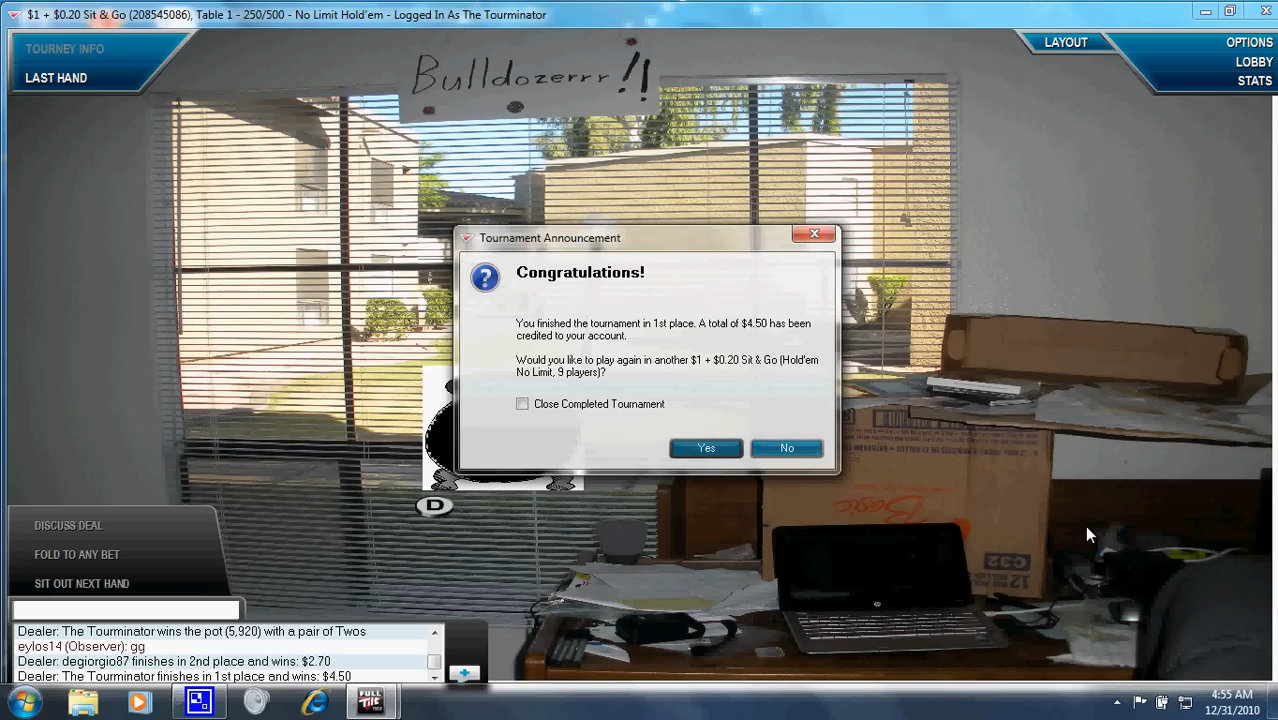 $1 + $0.20 Sit & Go (208545086), Table 1 - 250/500 - No Limit Hold'em - Logged In As The Tourminator
TOURNEY INFO
LAST HAND
LAYOUT
OPTIONS
LOBBY
STATS
Bulldozerrr!!
Tournament Announcement
Congratulations!
You finished the tournament in 1st place. A total of $4.50 has been
credited to your account.
Would you like to play again in another $1 + $0.20 Sit & Go (Hold'em
No Limit, 9 players)?
Close Completed Tournament
Yes
No
D
Basic
DISCUSS DEAL
FOLD TO ANY BET
SIT OUT NEXT HAND
Dealer: The Tourminator wins the pot (5,920) with a pair of Twos
eylos14 (Observer): gg
Dealer: degiorgio87 finishes in 2nd place and wins: $2.70
Dealer: The Tourminator finishes in 1st place and wins: $4.50
FULL TILT
4:55 AM
12/31/2010